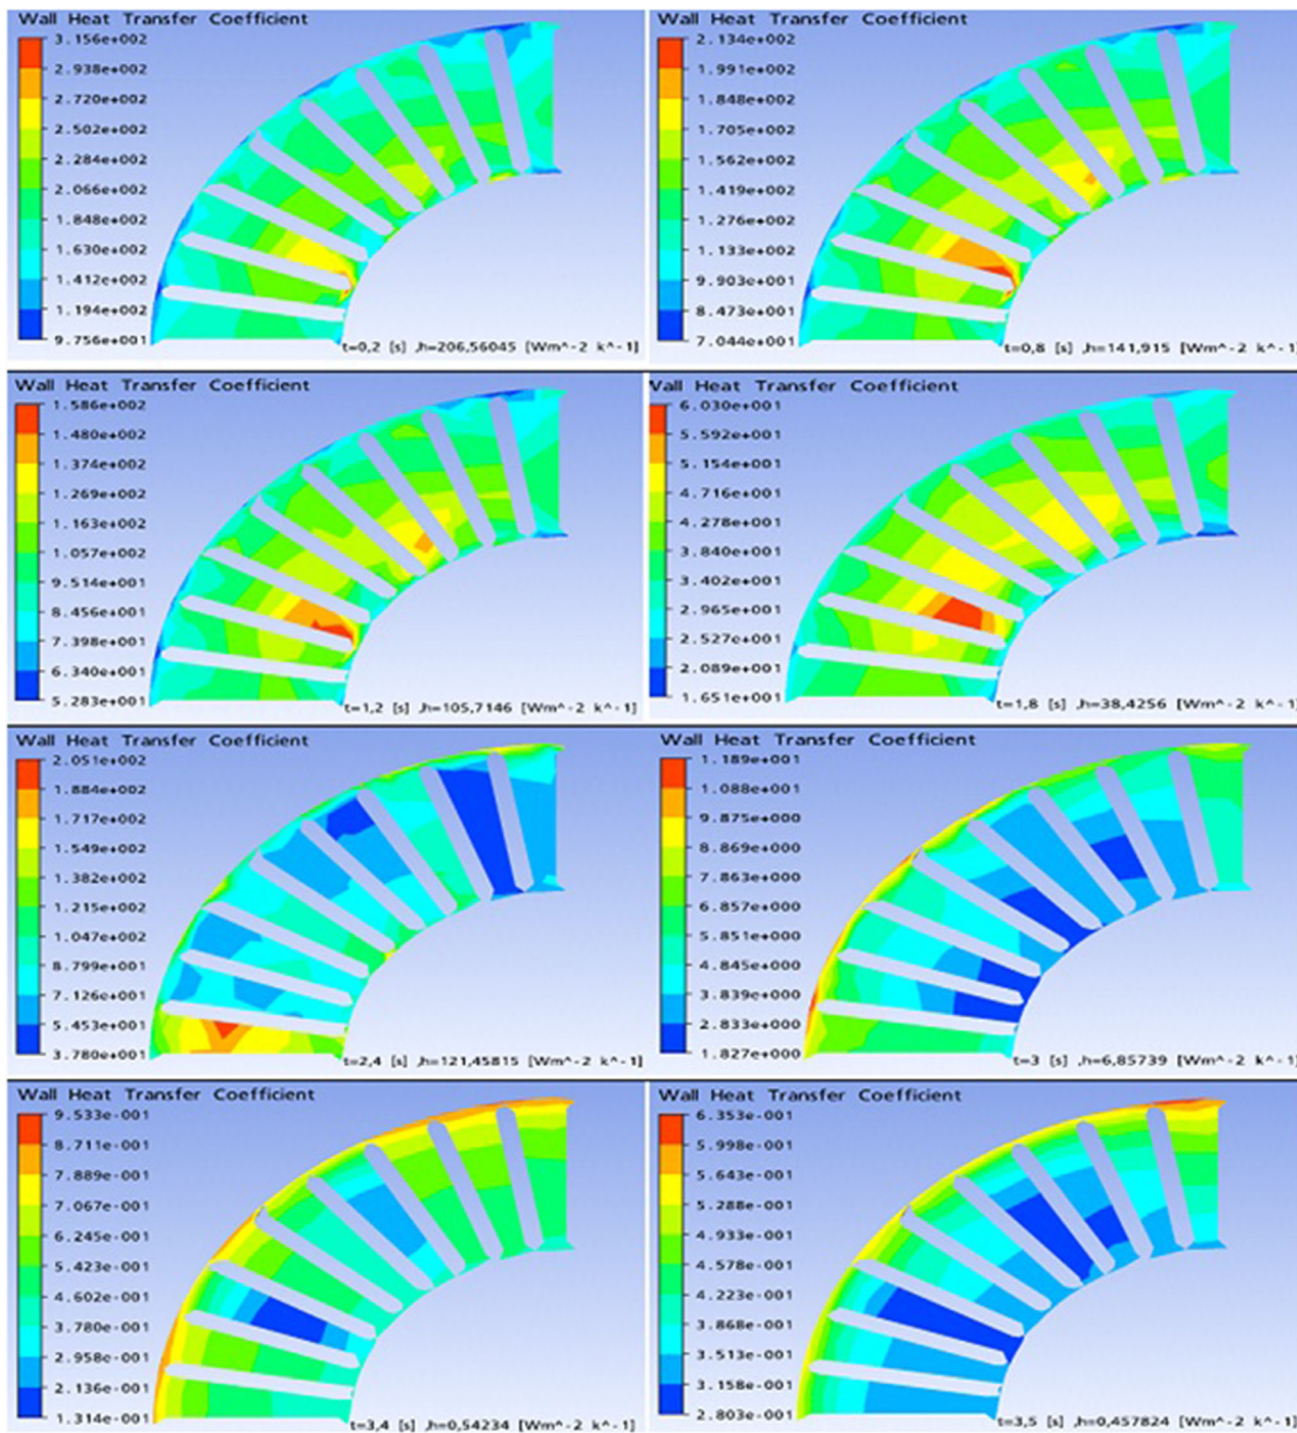 Wall Heat Transfer Coefficient
3.156e+002
2.938e+002
2.720e+002
2.502e+002
2.284e+002
2.066e+002
1.848e+002
1.630e+002
1.412e+002
1.194e+002
9.756e+001
t=0,2 [s] ,h=206,56045 [Wm^-2 k^-1]
Wall Heat Transfer Coefficient
2.134e+002
1.991e+002
1.848e+002
1.705e+002
1.562e+002
1.419e+002
1.276e+002
1.133e+002
9.903e+001
8.473e+001
7.044e+001
t=0,8 [s] ,h=141,915 [Wm^-2 k^-1]
Wall Heat Transfer Coefficient
1.586e+002
1.480e+002
1.374e+002
1.269e+002
1.163e+002
1.057e+002
9.514e+001
8.456e+001
7.398e+001
6.340e+001
5.283e+001
t=1,2 [s] ,h=105,7146 [Wm^-2 k^-1]
Wall Heat Transfer Coefficient
6.030e+001
5.592e+001
5.154e+001
4.716e+001
4.278e+001
3.840e+001
3.402e+001
2.965e+001
2.527e+001
2.089e+001
1.651e+001
t=1,8 [s] ,h=38,4256 [Wm^-2 k^-1]
Wall Heat Transfer Coefficient
2.051e+002
1.884e+002
1.717e+002
1.549e+002
1.382e+002
1.215e+002
1.047e+002
8.799e+001
7.126e+001
5.453e+001
3.780e+001
t=2,4 [s] ,h=121,45815 [Wm^-2 k^-1]
Wall Heat Transfer Coefficient
1.189e+001
1.088e+001
9.875e+000
8.869e+000
7.863e+000
6.857e+000
5.851e+000
4.845e+000
3.839e+000
2.833e+000
1.827e+000
t=3 [s] ,h=6,85739 [Wm^-2 k^-1]
Wall Heat Transfer Coefficient
9.533e-001
8.711e-001
7.889e-001
7.067e-001
6.245e-001
5.423e-001
4.602e-001
3.780e-001
2.958e-001
2.136e-001
1.314e-001
t=3,4 [s] ,h=0,54234 [Wm^-2 k^-1]
Wall Heat Transfer Coefficient
6.353e-001
5.998e-001
5.643e-001
5.288e-001
4.933e-001
4.578e-001
4.223e-001
3.868e-001
3.513e-001
3.158e-001
2.803e-001
t=3,5 [s] ,h=0,457824 [Wm^-2 k^-1]